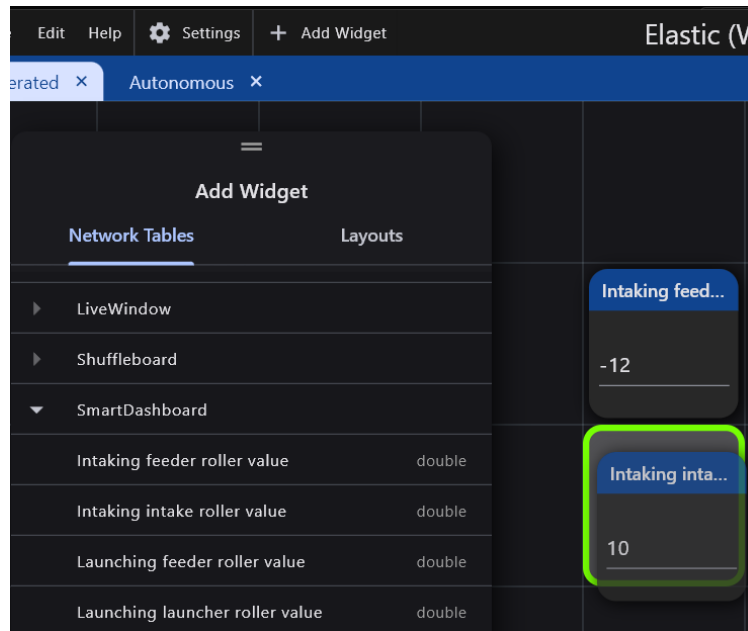 Edit Help Settings + Add Widget Elastic (
erated × Autonomous ×
Add Widget
Network Tables Layouts
LiveWindow
Shuffleboard
SmartDashboard
Intaking feeder roller value double
Intaking intake roller value double
Launching feeder roller value double
Launching launcher roller value double
Intaking feed...
-12
Intaking inta...
10